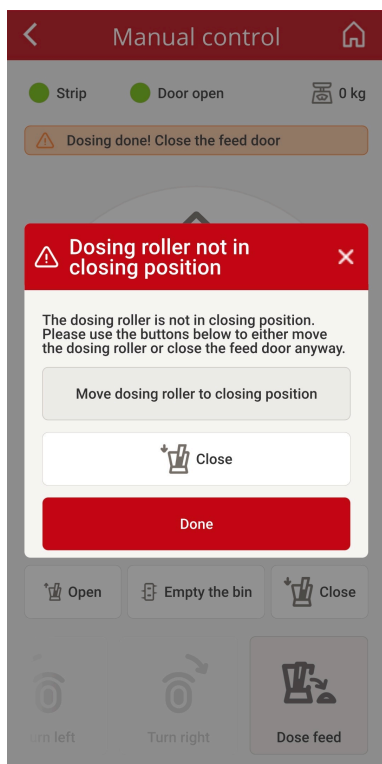 Manual control
Strip
Door open
0 kg
Dosing done! Close the feed door
Dosing roller not in
closing position
The dosing roller is not in closing position.
Please use the buttons below to either move
the dosing roller or close the feed door anyway.
Move dosing roller to closing position
Close
Done
Open
Empty the bin
Close
urn left
Turn right
Dose feed